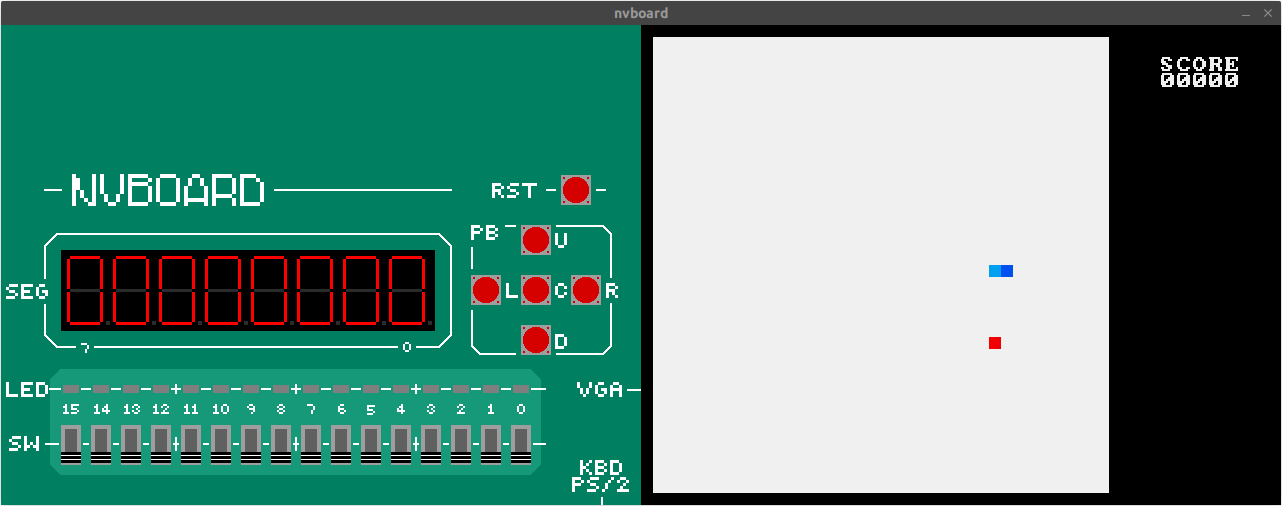 nvboard
SCORE
00000
NVBOARD
RST
PB
U
SEG
00000000
L
C
R
D
7
0
LED
VGA
15 14 13 12 11 10 9 8 7 6 5 4 3 2 1 0
SW
KBD
PS/2